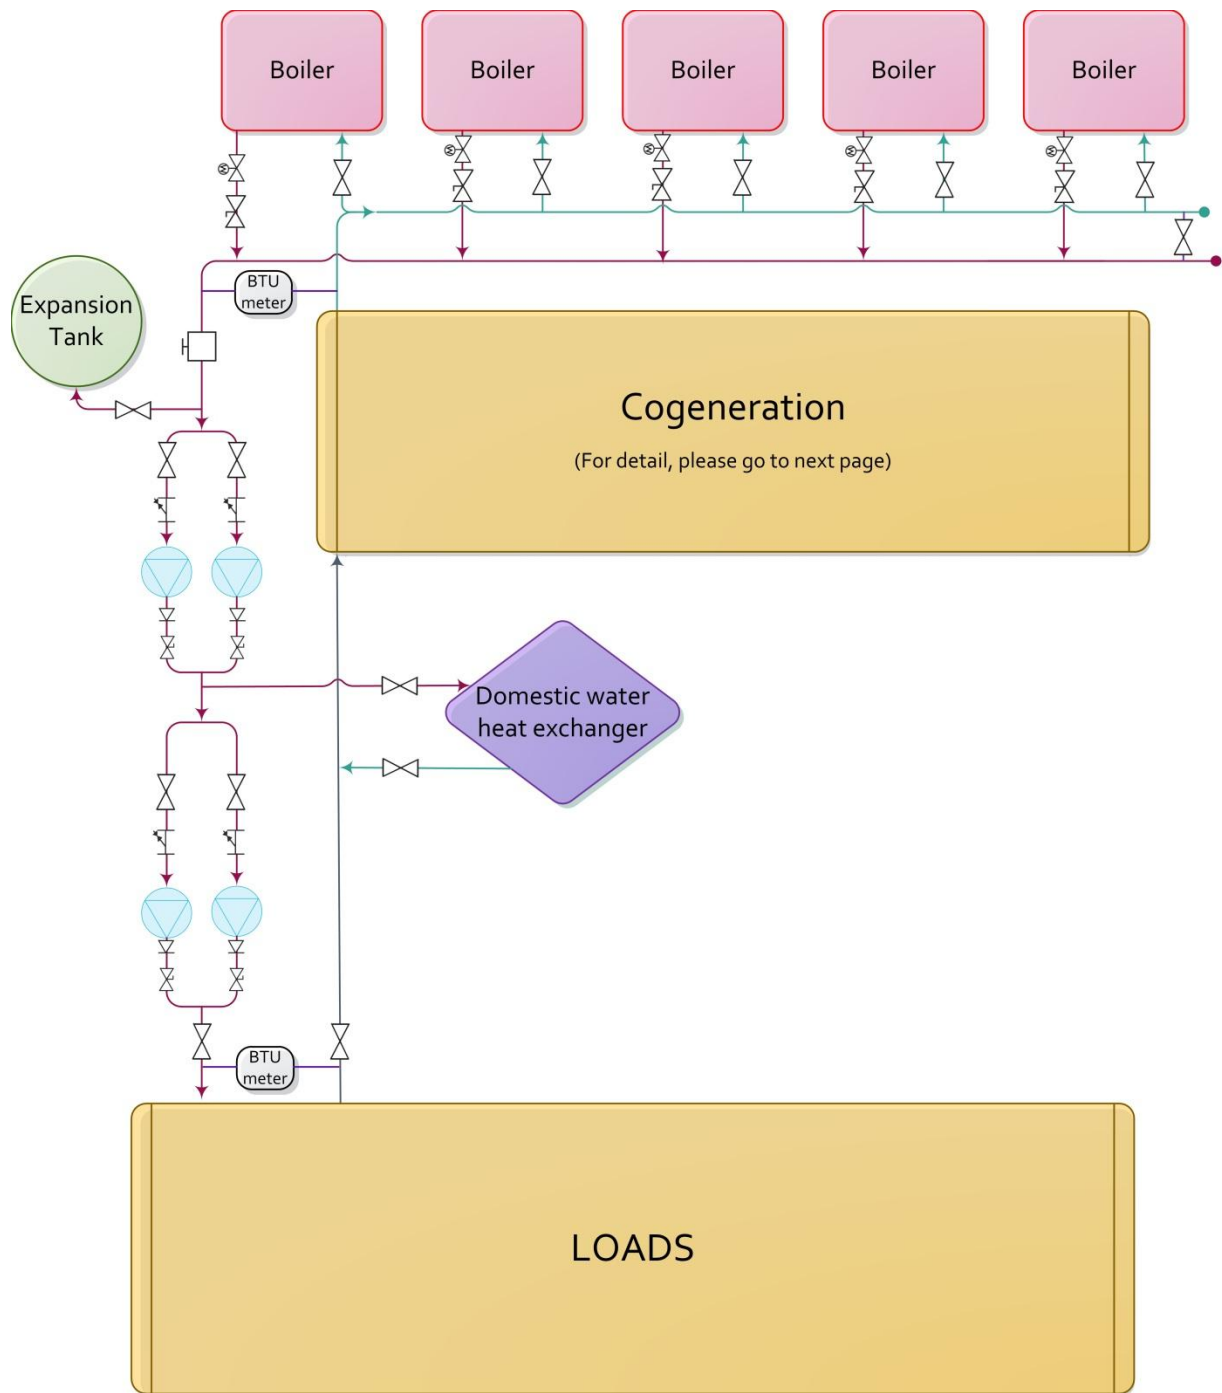 Boiler
Boiler
Boiler
Boiler
Boiler
M
M
M
M
M
BTU
meter
Expansion
Tank
Cogeneration
(For detail, please go to next page)
Domestic water
heat exchanger
BTU
meter
LOADS